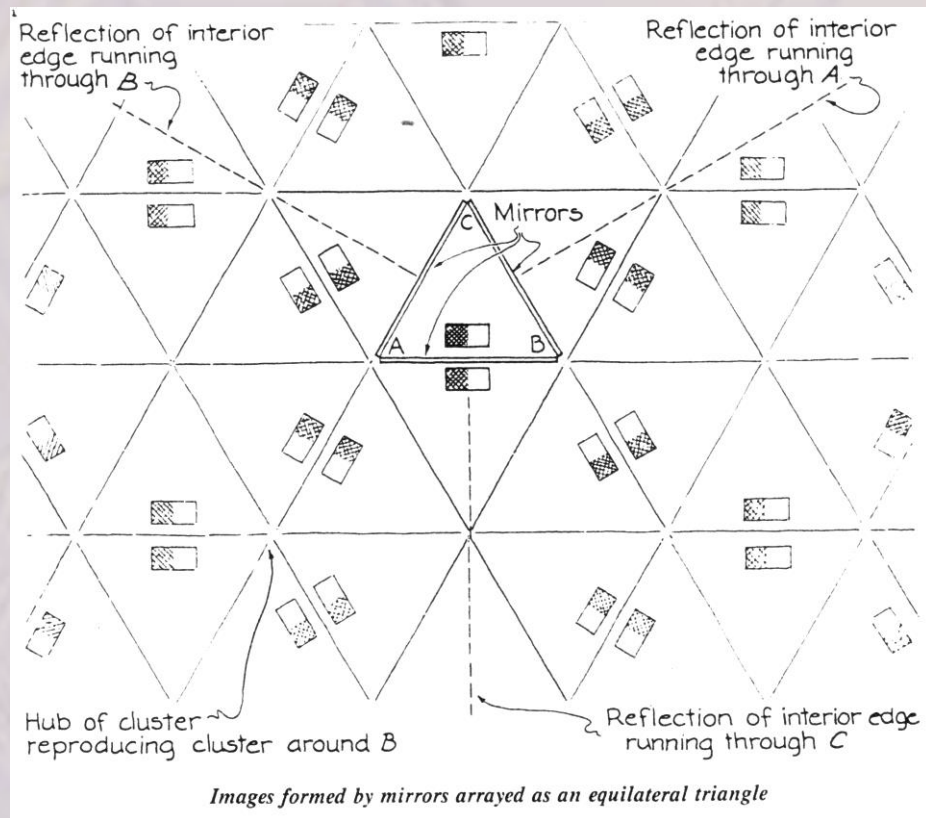 Reflection of interior
edge running
through B
Reflection of interior
edge running
through A
Mirrors
C
A
B
Hub of cluster
reproducing cluster around B
Reflection of interior edge
running through C
Images formed by mirrors arrayed as an equilateral triangle